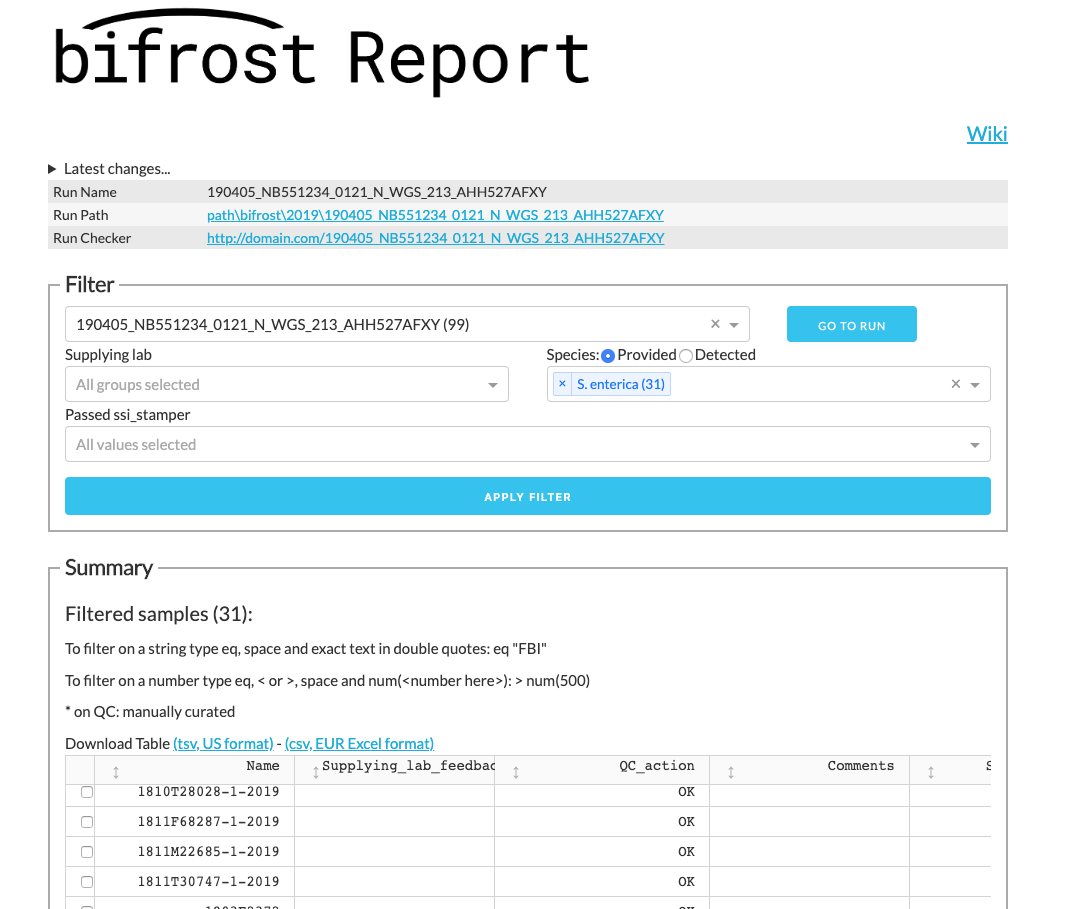 bifrost Report
Wiki
Latest changes...
Run Name 190405_NB551234_0121_N_WGS_213_AHH527AFXY
Run Path path\bifrost\2019\190405_NB551234_0121_N_WGS_213_AHH527AFXY
Run Checker http://domain.com/190405_NB551234_0121_N_WGS_213_AHH527AFXY
Filter
190405_NB551234_0121_N_WGS_213_AHH527AFXY (99) × GO TO RUN
Supplying lab Species: Provided Detected
All groups selected × S. enterica (31) ×
Passed ssi_stamper
All values selected
APPLY FILTER
Summary
Filtered samples (31):
To filter on a string type eq, space and exact text in double quotes: eq "FBI"
To filter on a number type eq, < or >, space and num(<number here>): > num(500)
* on QC: manually curated
Download Table (tsv, US format) - (csv, EUR Excel format)
Name Supplying_lab_feedbac QC_action Comments
1810T28028-1-2019 OK
1811F68287-1-2019 OK
1811M22685-1-2019 OK
1811T30747-1-2019 OK